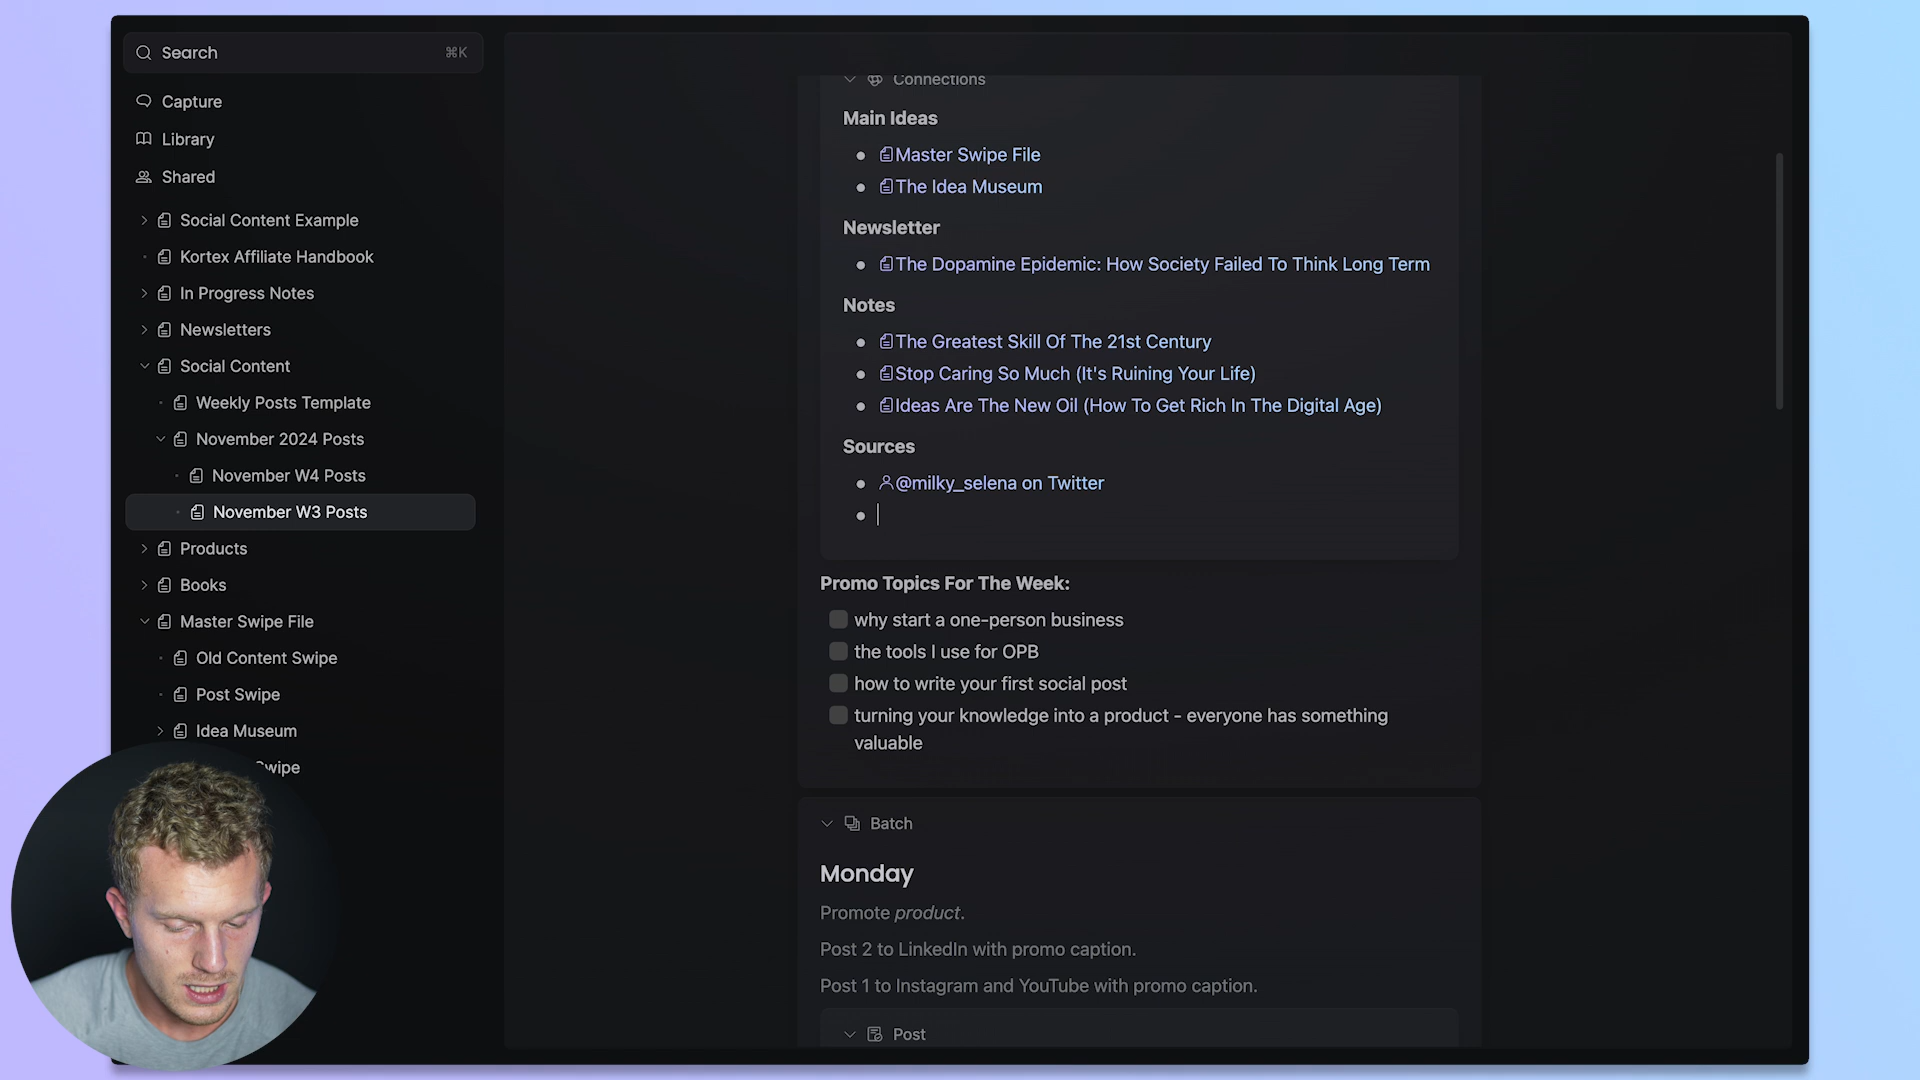 Search
⌘K
Capture
Library
Shared
Social Content Example
Kortex Affiliate Handbook
In Progress Notes
Newsletters
Social Content
Weekly Posts Template
November 2024 Posts
November W4 Posts
November W3 Posts
Products
Books
Master Swipe File
Old Content Swipe
Post Swipe
Idea Museum
Swipe
Connections
Main Ideas
Master Swipe File
The Idea Museum
Newsletter
The Dopamine Epidemic: How Society Failed To Think Long Term
Notes
The Greatest Skill Of The 21st Century
Stop Caring So Much (It's Ruining Your Life)
Ideas Are The New Oil (How To Get Rich In The Digital Age)
Sources
@milky_selena on Twitter
Promo Topics For The Week:
why start a one-person business
the tools I use for OPB
how to write your first social post
turning your knowledge into a product - everyone has something
valuable
Batch
Monday
Promote product.
Post 2 to LinkedIn with promo caption.
Post 1 to Instagram and YouTube with promo caption.
Post